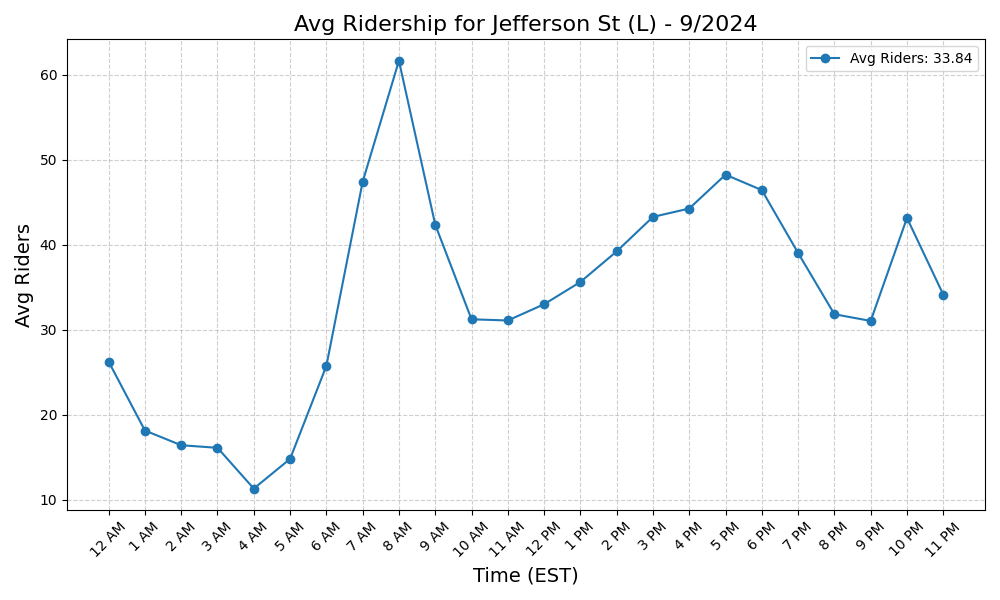 Avg Ridership for Jefferson St (L) - 9/2024
Avg Riders: 33.84
Avg Riders
60
50
40
30
20
10
12 AM
1 AM
2 AM
3 AM
4 AM
5 AM
6 AM
7 AM
8 AM
9 AM
10 AM
11 AM
12 PM
1 PM
2 PM
3 PM
4 PM
5 PM
6 PM
7 PM
8 PM
9 PM
10 PM
11 PM
Time (EST)